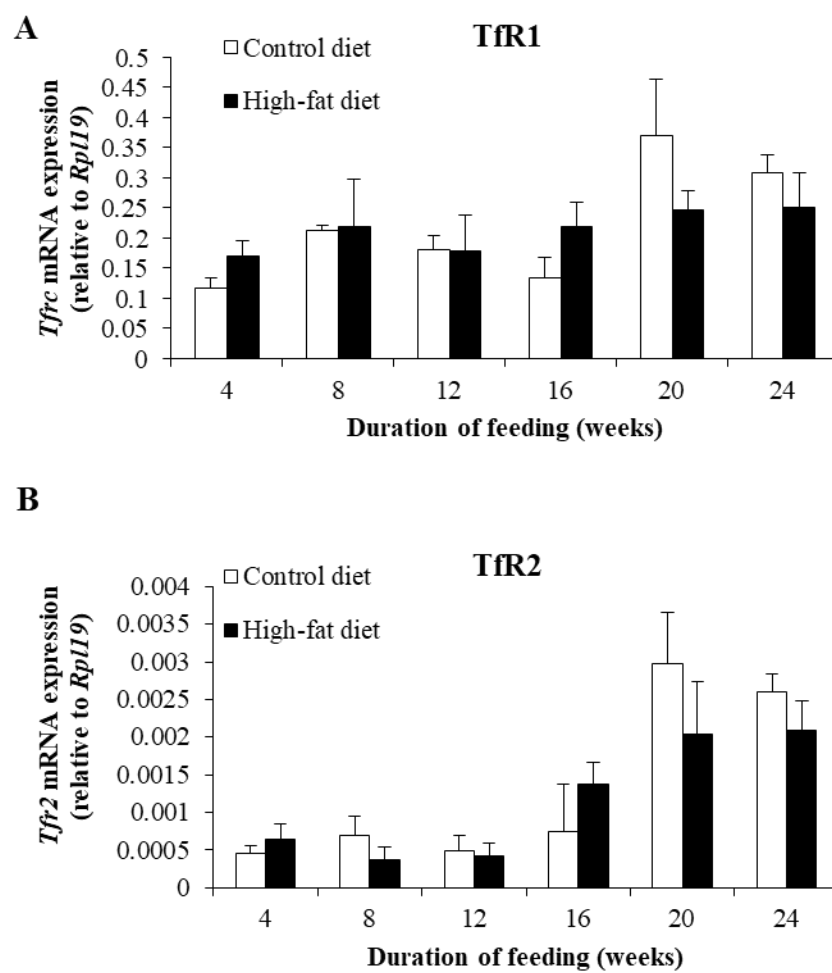 A
TfR1
Control diet
High-fat diet
0.5
0.45
0.4
0.35
0.3
0.25
0.2
0.15
0.1
0.05
0
Tfrc mRNA expression
(relative to Rpl19)
4 8 12 16 20 24
Duration of feeding (weeks)
B
TfR2
Control diet
High-fat diet
0.004
0.0035
0.003
0.0025
0.002
0.0015
0.001
0.0005
0
Tfr2 mRNA expression
(relative to Rpl19)
4 8 12 16 20 24
Duration of feeding (weeks)